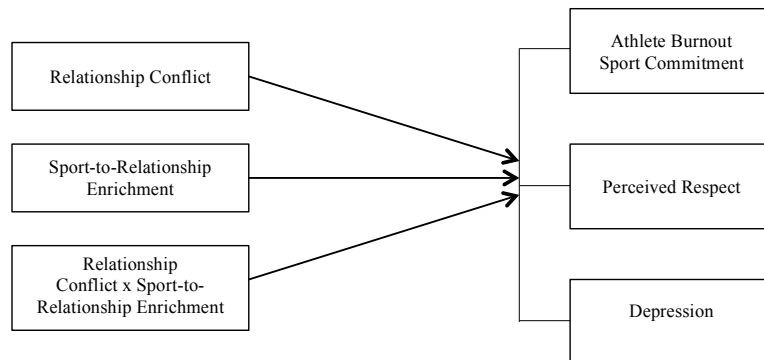 Relationship Conflict
Sport-to-Relationship
Enrichment
Relationship
Conflict x Sport-to-
Relationship Enrichment
Athlete Burnout
Sport Commitment
Perceived Respect
Depression